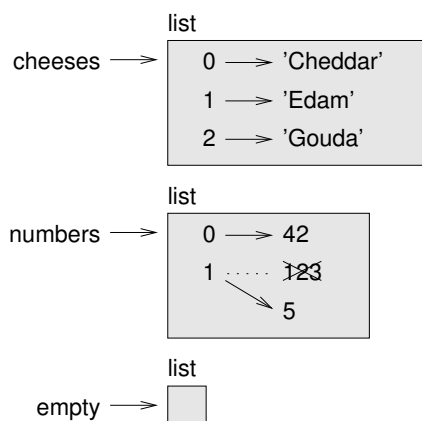 list
cheeses 0 'Cheddar'
1 'Edam'
2 'Gouda'
list
numbers 0 42
1 123
5
list
empty